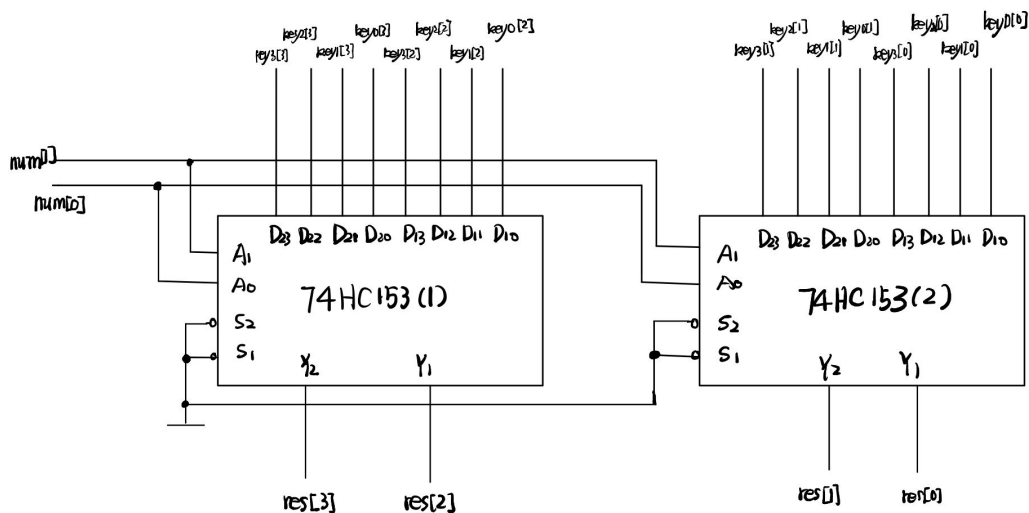 key2[3] key0[3] key2[2] key0[2]
key3[3] key1[3] key3[2] key1[2]
key2[1] key0[1] key2[0] key0[0]
key3[1] key1[1] key3[0] key1[0]
num[1]
num[0]
D23 D22 D21 D20 D13 D12 D11 D10
A1
A0
74HC153(1)
S2
S1
Y2 Y1
res[3] res[2]
D23 D22 D21 D20 D13 D12 D11 D10
A1
A0
74HC153(2)
S2
S1
Y2 Y1
res[1] res[0]